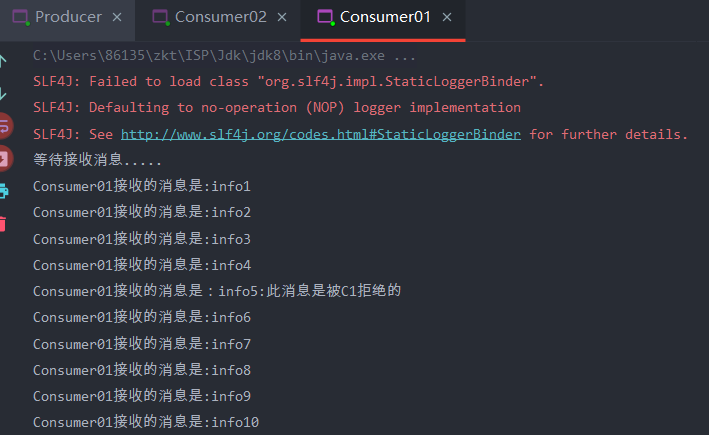 Producer × Consumer02 × Consumer01 ×
C:\Users\86135\zkt\ISP\Jdk\jdk8\bin\java.exe ...
SLF4J: Failed to load class "org.slf4j.impl.StaticLoggerBinder".
SLF4J: Defaulting to no-operation (NOP) logger implementation
SLF4J: See http://www.slf4j.org/codes.html#StaticLoggerBinder for further details.
等待接收消息.....
Consumer01接收的消息是:info1
Consumer01接收的消息是:info2
Consumer01接收的消息是:info3
Consumer01接收的消息是:info4
Consumer01接收的消息是：info5:此消息是被C1拒绝的
Consumer01接收的消息是:info6
Consumer01接收的消息是:info7
Consumer01接收的消息是:info8
Consumer01接收的消息是:info9
Consumer01接收的消息是:info10